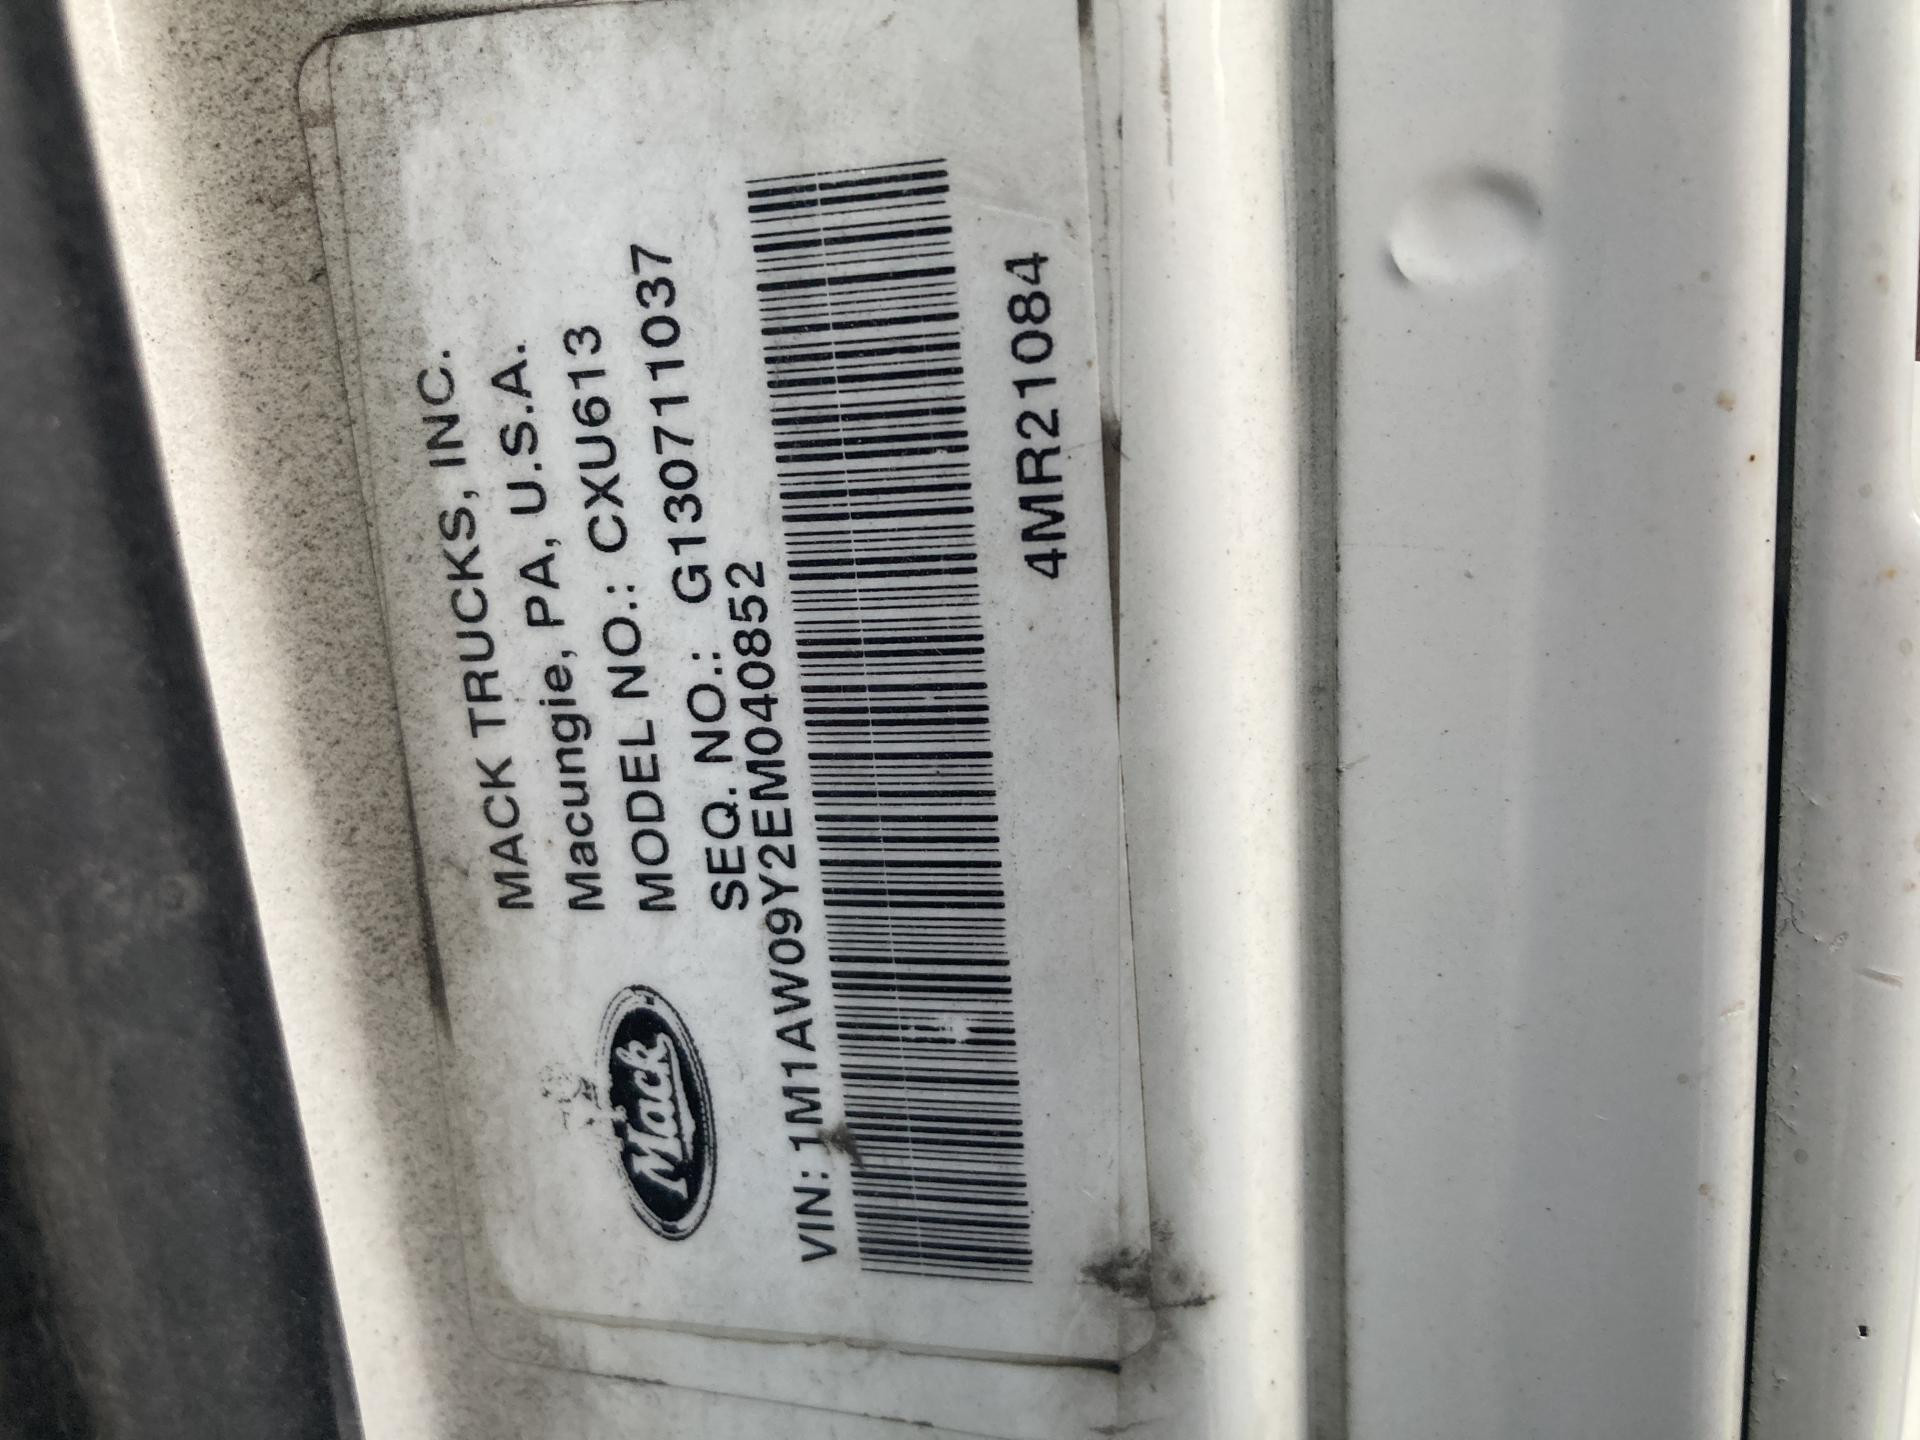 MACK TRUCKS, INC.
Macungie, PA, U.S.A.
MODEL NO.: CXU613
SEQ. NO.: G130711037
Mack
VIN: 1M1AW09Y2EM040852
4MR21084